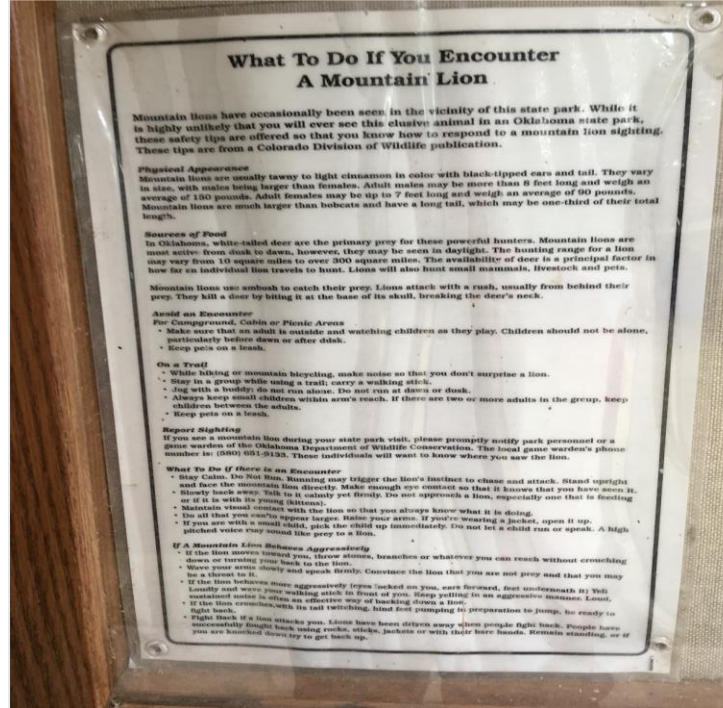 What To Do If You Encounter
A Mountain Lion
Mountain lions have occasionally been seen in the vicinity of this state park. While it
is highly unlikely that you will ever see this elusive animal in an Oklahoma state park,
these safety tips are offered so that you know how to respond to a mountain lion sighting.
These tips are from a Colorado Division of Wildlife publication.
Physical Appearance
Mountain lions are usually tawny to light cinnamon in color with black-tipped ears and tail. They vary
in size, with males being larger than females. Adult males may be more than 8 feet long and weigh an
average of 150 pounds. Adult females may be up to 7 feet long and weigh an average of 90 pounds.
Mountain lions are much larger than bobcats and have a long tail, which may be one-third of their total
length.
Sources of Food
In Oklahoma, white-tailed deer are the primary prey for these powerful hunters. Mountain lions are
most active from dusk to dawn, however, they may be seen in daylight. The hunting range for a lion
may vary from 10 square miles to over 300 square miles. The availability of deer is a principal factor in
how far an individual lion travels to hunt. Lions will also hunt small mammals, livestock and pets.
Mountain lions use ambush to catch their prey. Lions attack with a rush, usually from behind their
prey. They kill a deer by biting it at the base of its skull, breaking the deer's neck.
Avoid an Encounter
For Campground, Cabin or Picnic Areas
• Make sure that an adult is outside and watching children as they play. Children should not be alone,
particularly before dawn or after dusk.
• Keep pets on a leash.
On a Trail
• While hiking or mountain bicycling, make noise so that you don't surprise a lion.
• Stay in a group while using a trail; carry a walking stick.
• Jog with a buddy; do not run alone. Do not run at dawn or dusk.
• Always keep small children within arm's reach. If there are two or more adults in the group, keep
children between the adults.
• Keep pets on a leash.
Report Sighting
If you see a mountain lion during your state park visit, please promptly notify park personnel or a
game warden of the Oklahoma Department of Wildlife Conservation. The local game warden's phone
number is: (580) 651-9133. These individuals will want to know where you saw the lion.
What To Do if there is an Encounter
• Stay Calm. Do Not Run. Running may trigger the lion's instinct to chase and attack. Stand upright
and face the mountain lion directly. Make enough eye contact so that it knows that you have seen it.
• Slowly back away. Talk to it calmly yet firmly. Do not approach a lion, especially one that is feeding
or if it is with its young (kittens).
• Maintain visual contact with the lion so that you always know what it is doing.
• Do all that you can to appear larger. Raise your arms. If you're wearing a jacket, open it up.
• If you are with a small child, pick the child up immediately. Do not let a child run or speak. A high
pitched voice may sound like prey to a lion.
If A Mountain Lion Behaves Aggressively
• If the lion moves toward you, throw stones, branches or whatever you can reach without crouching
down or turning your back to the lion.
• Wave your arms slowly and speak firmly. Convince the lion that you are not prey and that you may
be a threat to it.
• If the lion behaves more aggressively (eyes locked on you, ears forward, feet underneath it) Yell
Loudly and wave your walking stick in front of you. Keep yelling in an aggressive manner. Loud,
sustained noise is often an effective way of backing down a lion.
• If the lion crouches with its tail twitching, hind feet pumping in preparation to jump, be ready to
fight back.
• Fight Back if a lion attacks you. Lions have been driven away when people fight back. People have
successfully fought back using rocks, sticks, jackets or with their bare hands. Remain standing, or if
you are knocked down try to get back up.